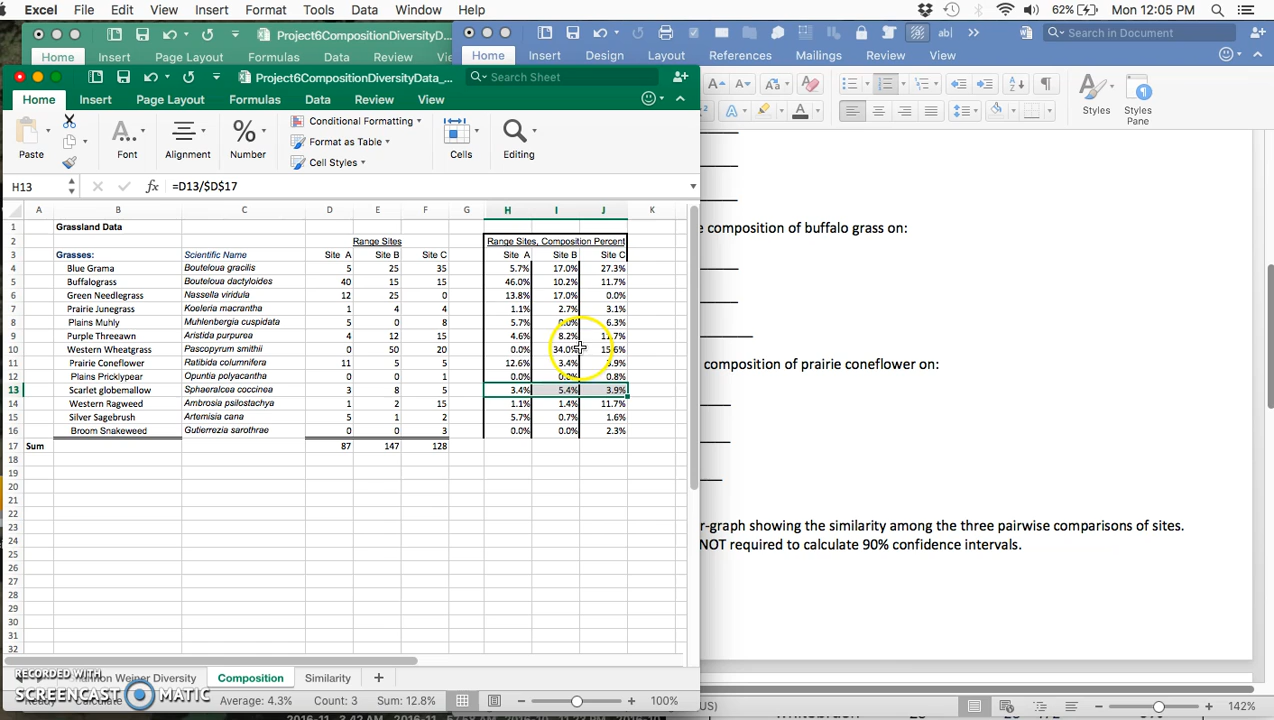 Excel File Edit View Insert Format Tools Data Window Help 62% Mon 12:05 PM
Project6CompositionDiversityD...
Home Insert Page Layout Formulas
Search in Document
Home Insert Design References Mailings Review
Styles Styles Pane
Project6CompositionDiversityData_... Search Sheet
Home Insert Page Layout Formulas Data Review View
Paste Font Alignment Number Conditional Formatting Format as Table Cell Styles Cells Editing
H13 fx =D13/$D$17
A B C D E F G H I J K
1 Grassland Data
2 Range Sites Range Sites, Composition Percent
3 Grasses: Scientific Name Site A Site B Site C Site A Site B Site C
4 Blue Grama Bouteloua gracilis 5 25 35 5.7% 17.0% 27.3%
5 Buffalograss Bouteloua dactyloides 40 15 15 46.0% 10.2% 11.7%
6 Green Needlegrass Nassella viridula 12 25 0 13.8% 17.0% 0.0%
7 Prairie Junegrass Koeleria macrantha 1 4 4 1.1% 2.7% 3.1%
8 Plains Muhly Muhlenbergia cuspidata 5 0 8 5.7% 0.0% 6.3%
9 Purple Threeawn Aristida purpurea 4 12 15 4.6% 8.2% 11.7%
10 Western Wheatgrass Pascopyrum smithii 0 50 20 0.0% 34.0% 15.6%
11 Prairie Coneflower Ratibida columnifera 11 5 5 12.6% 3.4% 3.9%
12 Plains Pricklypear Opuntia polyacantha 0 0 1 0.0% 0.0% 0.8%
13 Scarlet globemallow Sphaeralcea coccinea 3 8 5 3.4% 5.4% 3.9%
14 Western Ragweed Ambrosia psilostachya 1 2 15 1.1% 1.4% 11.7%
15 Silver Sagebrush Artemisia cana 5 1 2 5.7% 0.7% 1.6%
16 Broom Snakeweed Gutierrezia sarothrae 0 0 3 0.0% 0.0% 2.3%
17 Sum 87 147 128
18
19
20
21
22
23
24
25
26
27
28
29
30
31
32
composition of buffalo grass on:
composition of prairie coneflower on:
r-graph showing the similarity among the three pairwise comparisons of sites.
NOT required to calculate 90% confidence intervals.
Weiner Diversity Composition Similarity +
RECORDED WITH
SCREENCAST MATIC
Average: 4.3% Count: 3 Sum: 12.8% 100%
US) 142%